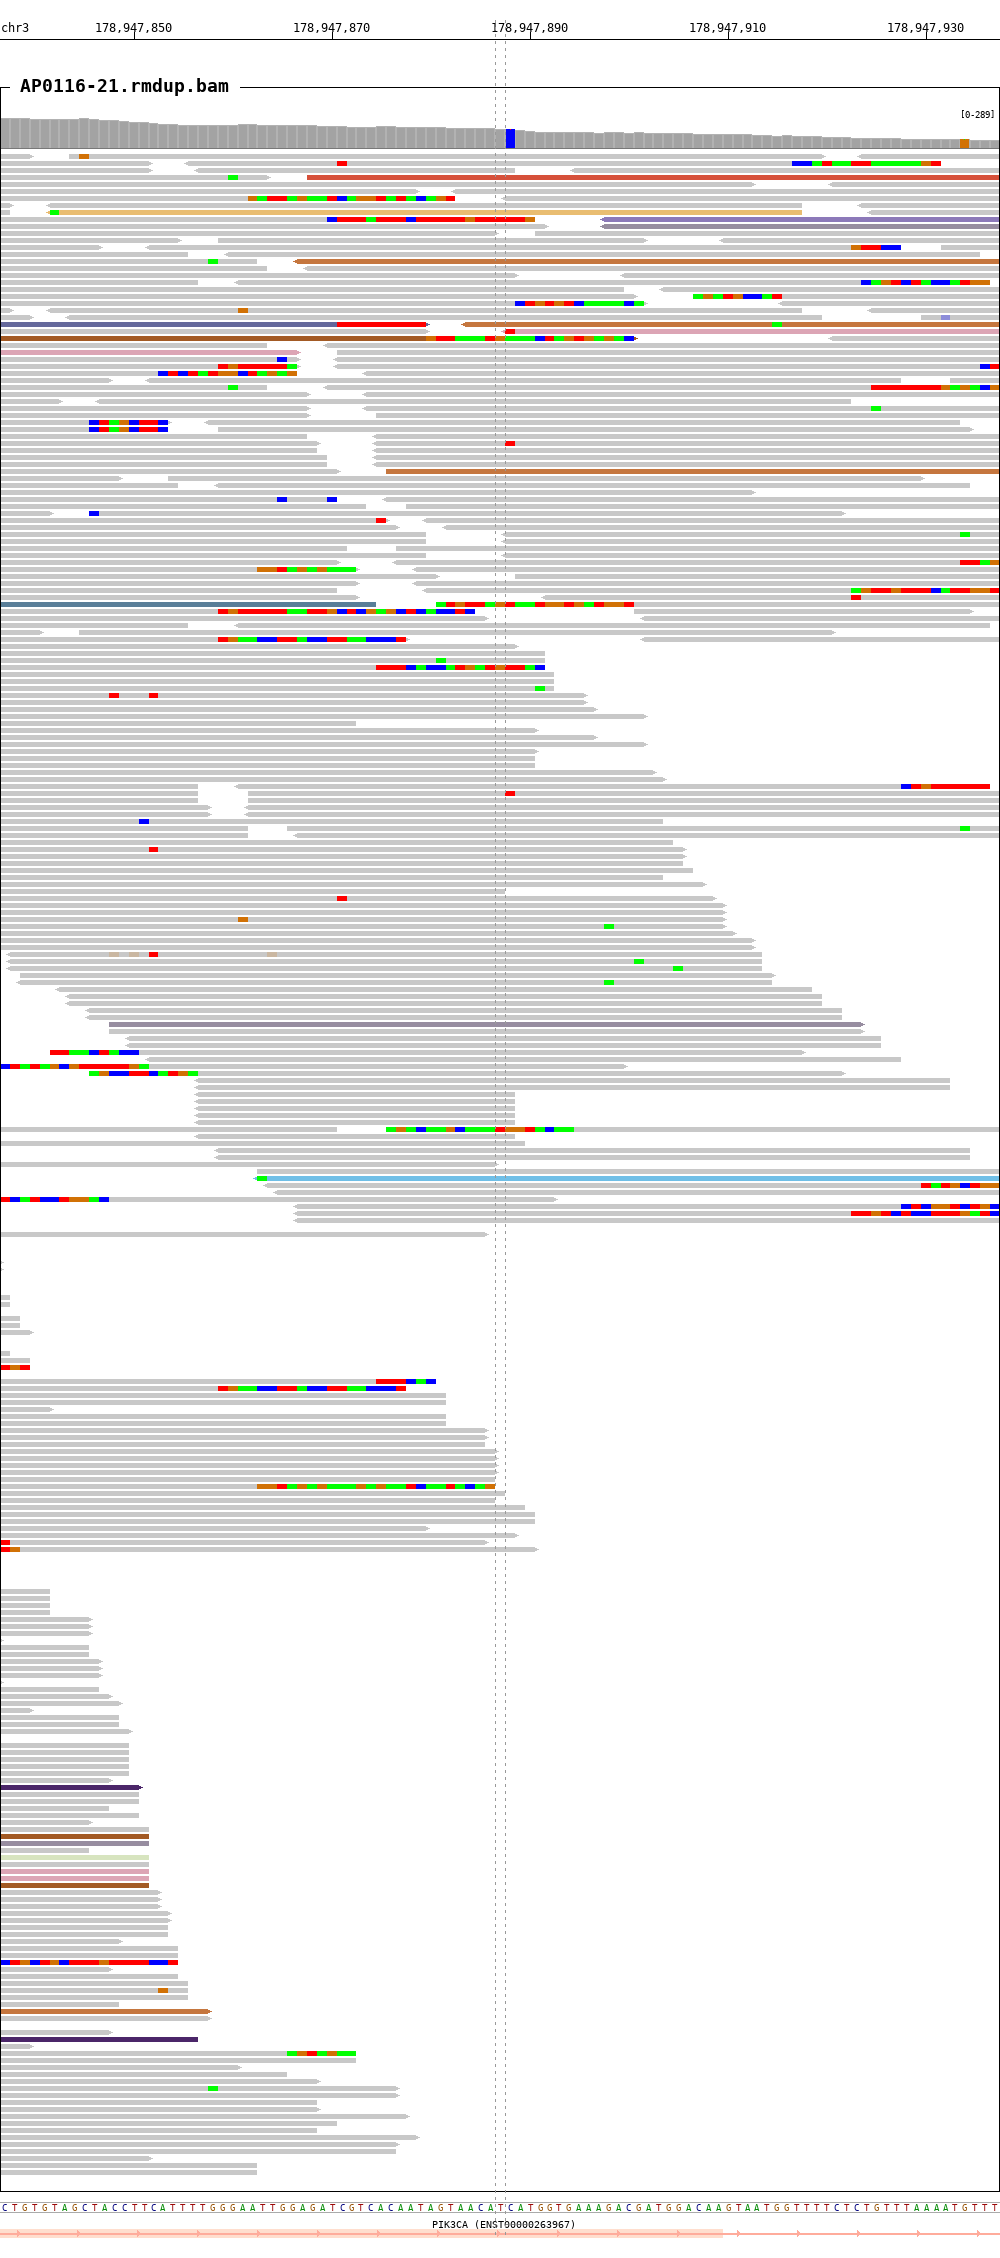 chr3 178,947,850 178,947,870 178,947,890 178,947,910 178,947,930
AP0116-21.rmdup.bam
[0-289]
CTGTGTAGCTACCTTCATTTTGGGAATTGGAGATCGTCACAATAGTAACATCATGGTGAAAGACGATGGACAAGTAATGGTTTTCTCTGTTTAAAATGTTT
PIK3CA (ENST00000263967)